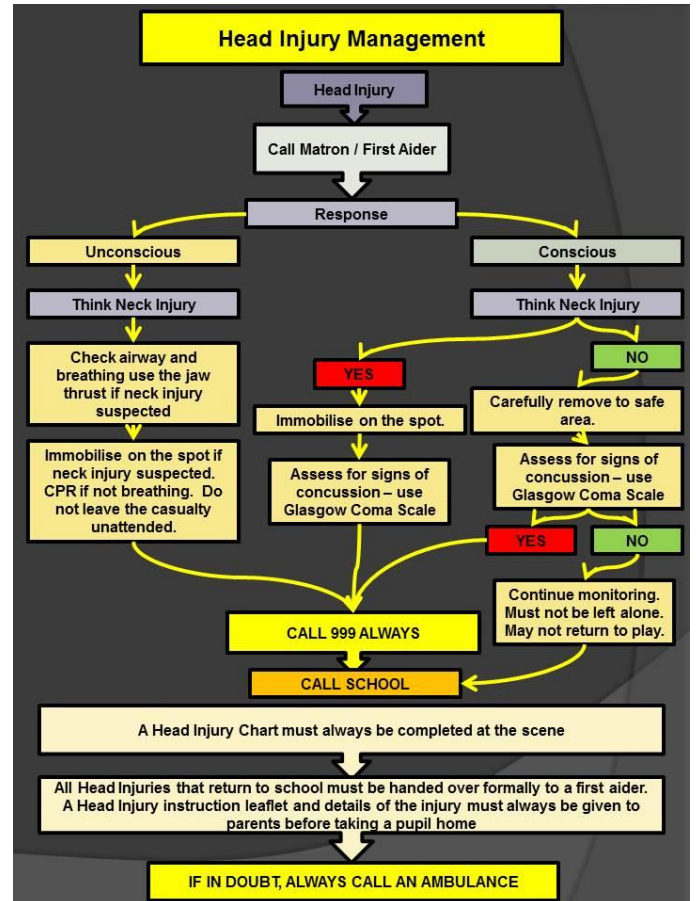 Head Injury Management
Head Injury
Call Matron / First Aider
Response
Unconscious
Conscious
Think Neck Injury
Think Neck Injury
Check airway and
breathing use the jaw
thrust if neck injury
suspected
YES
NO
Immobilise on the spot.
Carefully remove to safe
area.
Immobilise on the spot if
neck injury suspected.
CPR if not breathing. Do
not leave the casualty
unattended.
Assess for signs of
concussion – use
Glasgow Coma Scale
Assess for signs of
concussion – use
Glasgow Coma Scale
YES
NO
Continue monitoring.
Must not be left alone.
May not return to play.
CALL 999 ALWAYS
CALL SCHOOL
A Head Injury Chart must always be completed at the scene
All Head Injuries that return to school must be handed over formally to a first aider.
A Head Injury instruction leaflet and details of the injury must always be given to
parents before taking a pupil home
IF IN DOUBT, ALWAYS CALL AN AMBULANCE